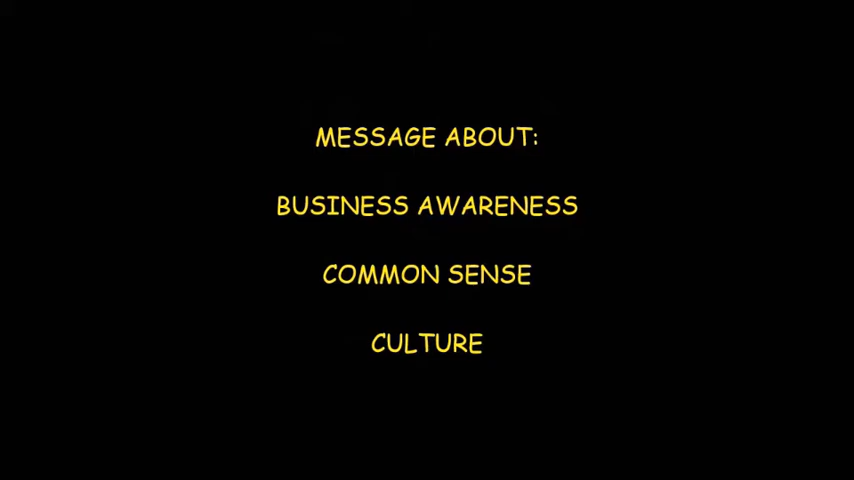 MESSAGE ABOUT:
BUSINESS AWARENESS
COMMON SENSE
CULTURE